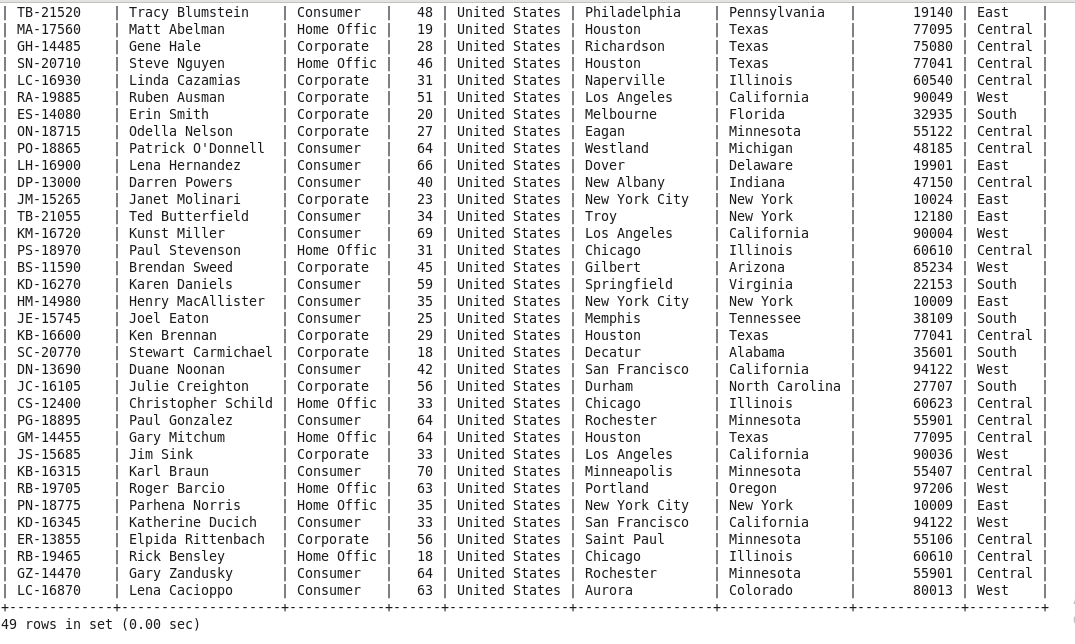 | TB-21520    | Tracy Blumstein    | Consumer   |   48 | United States | Philadelphia    | Pennsylvania   |       19140 | East    |
| MA-17560    | Matt Abelman       | Home Offic |   19 | United States | Houston         | Texas          |       77095 | Central |
| GH-14485    | Gene Hale          | Corporate  |   28 | United States | Richardson      | Texas          |       75080 | Central |
| SN-20710    | Steve Nguyen       | Home Offic |   46 | United States | Houston         | Texas          |       77041 | Central |
| LC-16930    | Linda Cazamias     | Corporate  |   31 | United States | Naperville      | Illinois       |       60540 | Central |
| RA-19885    | Ruben Ausman       | Corporate  |   51 | United States | Los Angeles     | California     |       90049 | West    |
| ES-14080    | Erin Smith         | Corporate  |   20 | United States | Melbourne       | Florida        |       32935 | South   |
| ON-18715    | Odella Nelson      | Corporate  |   27 | United States | Eagan           | Minnesota      |       55122 | Central |
| PO-18865    | Patrick O'Donnell  | Consumer   |   64 | United States | Westland        | Michigan       |       48185 | Central |
| LH-16900    | Lena Hernandez     | Consumer   |   66 | United States | Dover           | Delaware       |       19901 | East    |
| DP-13000    | Darren Powers      | Consumer   |   40 | United States | New Albany      | Indiana        |       47150 | Central |
| JM-15265    | Janet Molinari     | Corporate  |   23 | United States | New York City   | New York       |       10024 | East    |
| TB-21055    | Ted Butterfield    | Consumer   |   34 | United States | Troy            | New York       |       12180 | East    |
| KM-16720    | Kunst Miller       | Consumer   |   69 | United States | Los Angeles     | California     |       90004 | West    |
| PS-18970    | Paul Stevenson     | Home Offic |   31 | United States | Chicago         | Illinois       |       60610 | Central |
| BS-11590    | Brendan Sweed      | Corporate  |   45 | United States | Gilbert         | Arizona        |       85234 | West    |
| KD-16270    | Karen Daniels      | Consumer   |   59 | United States | Springfield     | Virginia       |       22153 | South   |
| HM-14980    | Henry MacAllister  | Consumer   |   35 | United States | New York City   | New York       |       10009 | East    |
| JE-15745    | Joel Eaton         | Consumer   |   25 | United States | Memphis         | Tennessee      |       38109 | South   |
| KB-16600    | Ken Brennan        | Corporate  |   29 | United States | Houston         | Texas          |       77041 | Central |
| SC-20770    | Stewart Carmichael | Corporate  |   18 | United States | Decatur         | Alabama        |       35601 | South   |
| DN-13690    | Duane Noonan       | Consumer   |   42 | United States | San Francisco   | California     |       94122 | West    |
| JC-16105    | Julie Creighton    | Corporate  |   56 | United States | Durham          | North Carolina |       27707 | South   |
| CS-12400    | Christopher Schild | Home Offic |   33 | United States | Chicago         | Illinois       |       60623 | Central |
| PG-18895    | Paul Gonzalez      | Consumer   |   64 | United States | Rochester       | Minnesota      |       55901 | Central |
| GM-14455    | Gary Mitchum       | Home Offic |   64 | United States | Houston         | Texas          |       77095 | Central |
| JS-15685    | Jim Sink           | Corporate  |   33 | United States | Los Angeles     | California     |       90036 | West    |
| KB-16315    | Karl Braun         | Consumer   |   70 | United States | Minneapolis     | Minnesota      |       55407 | Central |
| RB-19705    | Roger Barcio       | Home Offic |   63 | United States | Portland        | Oregon         |       97206 | West    |
| PN-18775    | Parhena Norris     | Home Offic |   35 | United States | New York City   | New York       |       10009 | East    |
| KD-16345    | Katherine Ducich   | Consumer   |   33 | United States | San Francisco   | California     |       94122 | West    |
| ER-13855    | Elpida Rittenbach  | Corporate  |   56 | United States | Saint Paul      | Minnesota      |       55106 | Central |
| RB-19465    | Rick Bensley       | Home Offic |   18 | United States | Chicago         | Illinois       |       60610 | Central |
| GZ-14470    | Gary Zandusky      | Consumer   |   64 | United States | Rochester       | Minnesota      |       55901 | Central |
| LC-16870    | Lena Cacioppo      | Consumer   |   63 | United States | Aurora          | Colorado       |       80013 | West    |
+-------------+--------------------+------------+------+---------------+-----------------+----------------+-------------+---------+
49 rows in set (0.00 sec)